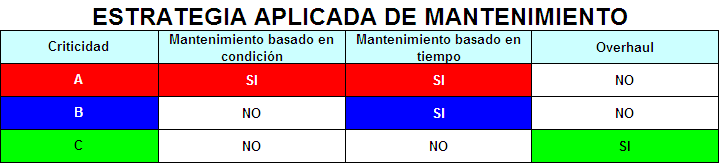 ESTRATEGIA APLICADA DE MANTENIMIENTO
Criticidad Mantenimiento basado en condición Mantenimiento basado en tiempo Overhaul
A SI SI NO
B NO SI NO
C NO NO SI